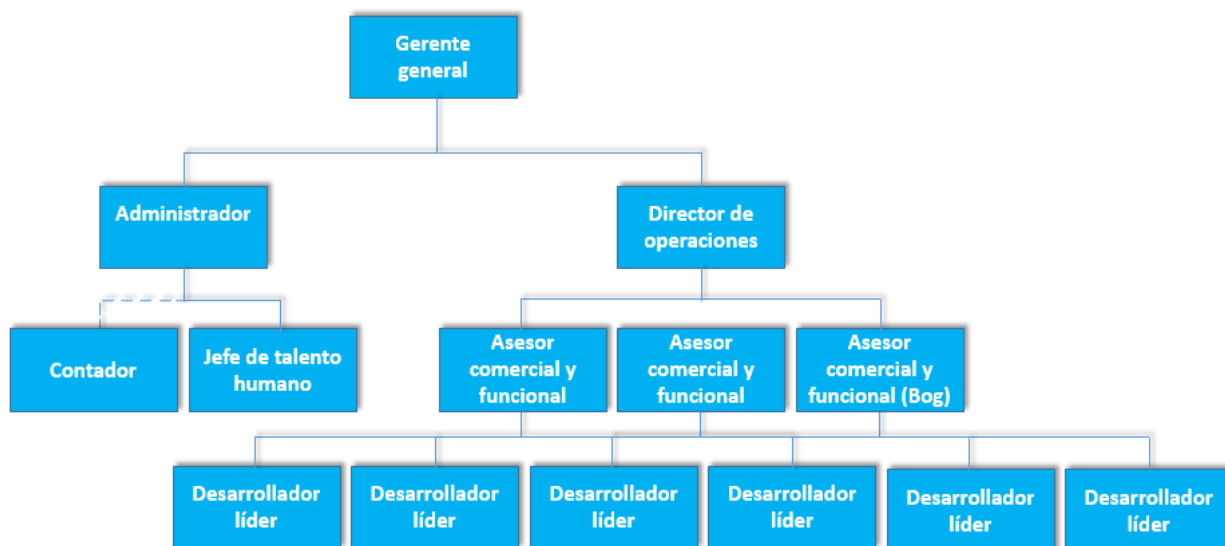 Gerente
general
Administrador
Director de
operaciones
Contador
Jefe de talento
humano
Asesor
comercial y
funcional
Asesor
comercial y
funcional
Asesor
comercial y
funcional (Bog)
Desarrollador
líder
Desarrollador
líder
Desarrollador
líder
Desarrollador
líder
Desarrollador
líder
Desarrollador
líder